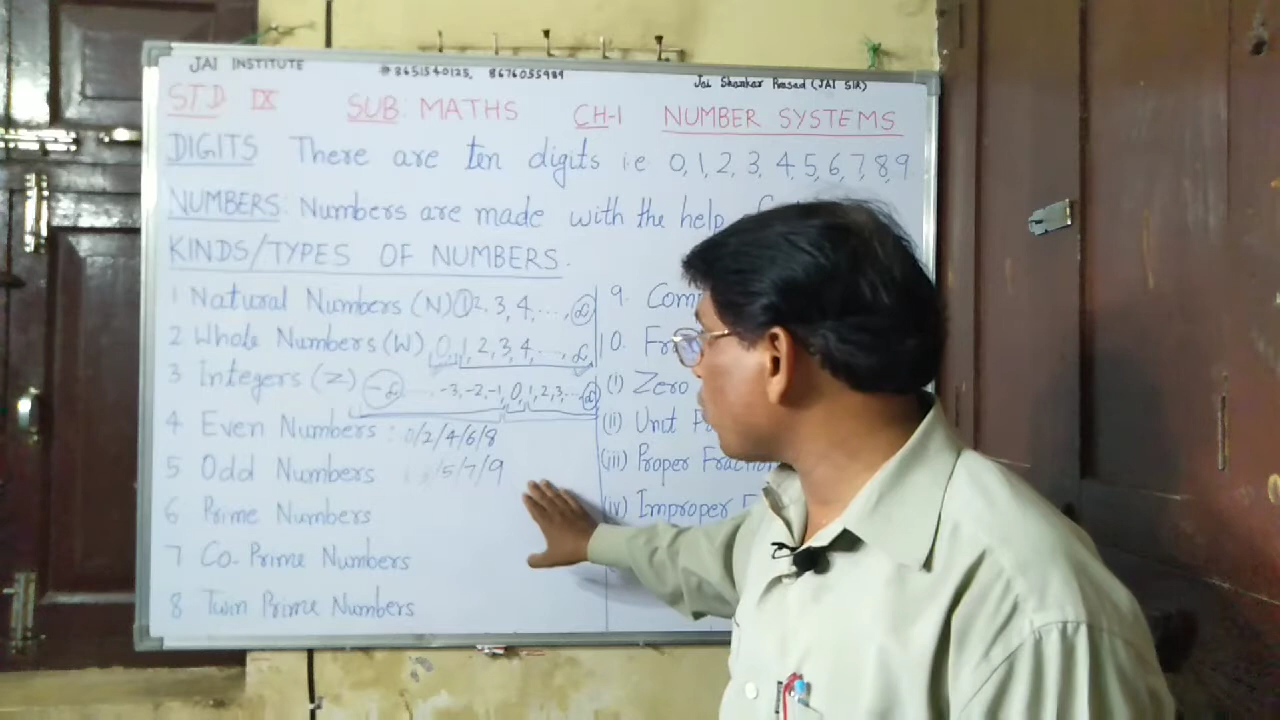 JAI INSTITUTE # 8651540125, 8676055989 Jai Shankar Prasad (JAI SIR)
STD IX SUB: MATHS CH-1 NUMBER SYSTEMS
DIGITS There are ten digits i.e 0, 1, 2, 3, 4, 5, 6, 7, 8, 9
NUMBERS: Numbers are made with the help
KINDS/TYPES OF NUMBERS.
1 Natural Numbers (N) 1, 2, 3, 4, ..., ∞
2 Whole Numbers (W) 0, 1, 2, 3, 4, ..., ∞
3 Integers (Z) -∞ ..... -3, -2, -1, 0, 1, 2, 3, ... ∞
4 Even Numbers : 0/2/4/6/8
5 Odd Numbers /5/7/9
6 Prime Numbers
7 Co-Prime Numbers
8 Twin Prime Numbers
9.
10.
(i) Zero
(ii) Unit
(iii) Proper Fraction
(iv) Improper